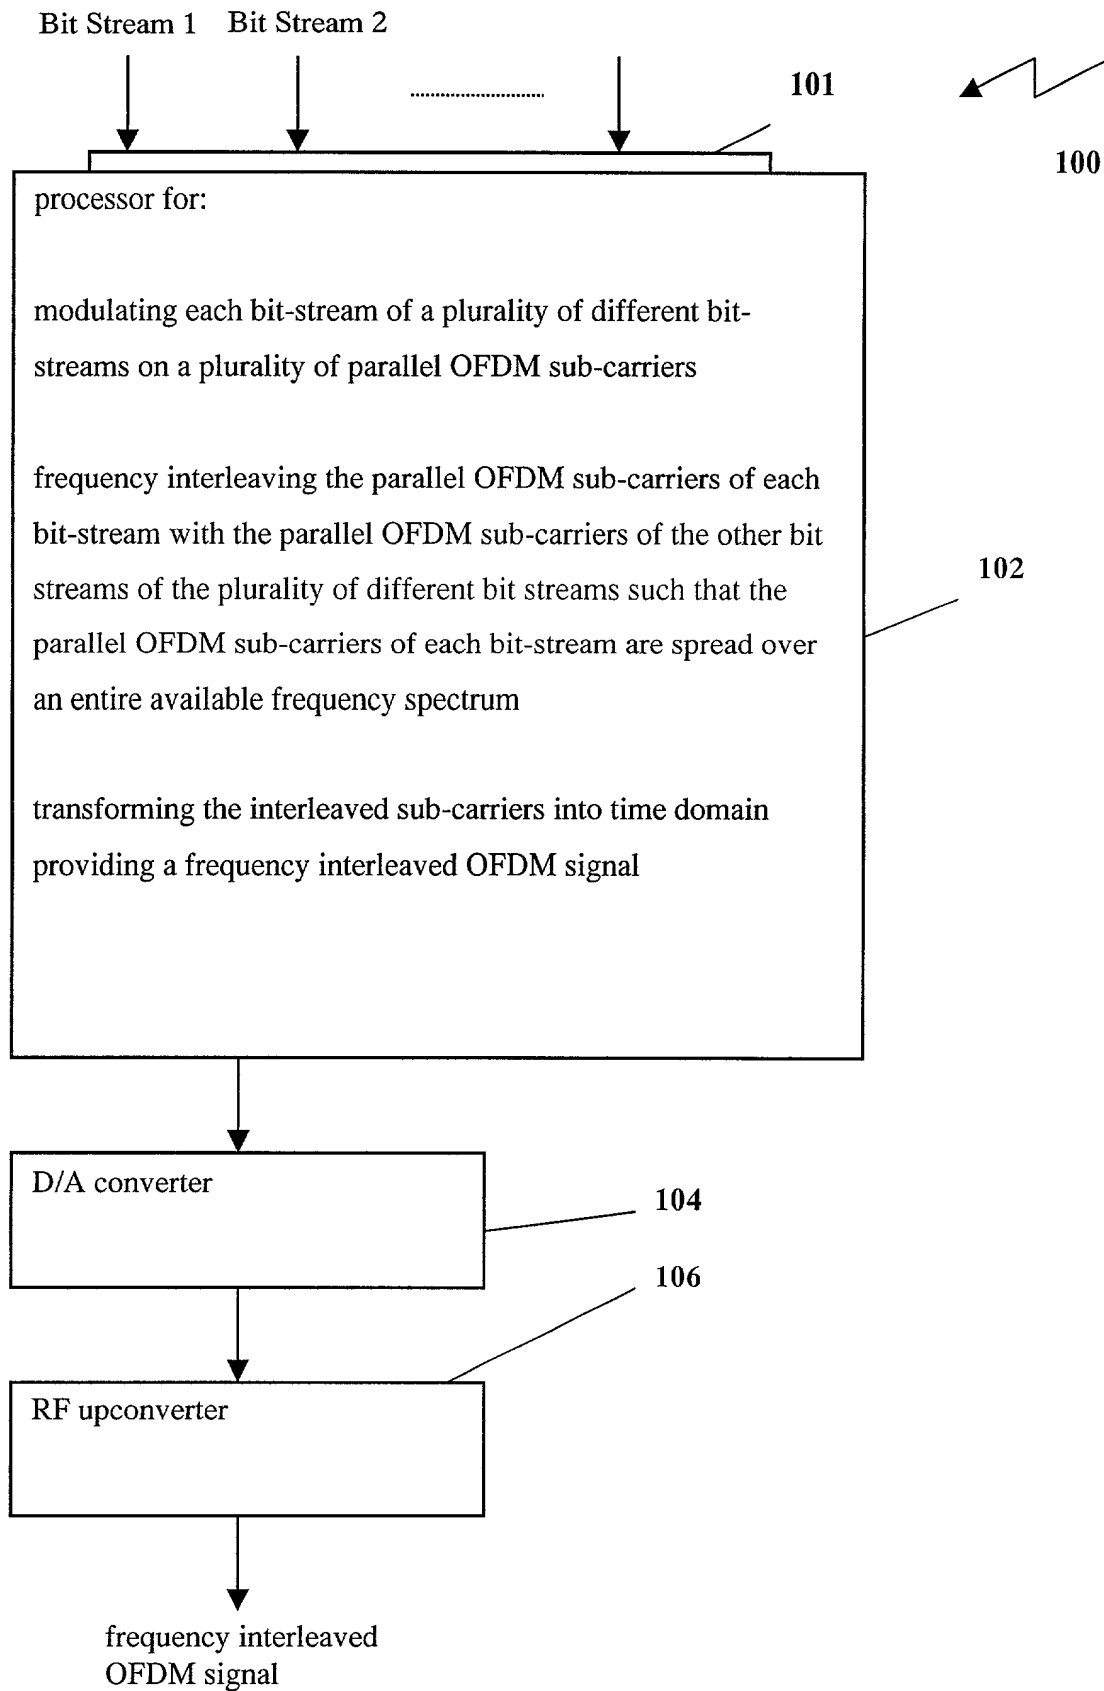 Bit Stream 1 Bit Stream 2
101
100
processor for:
modulating each bit-stream of a plurality of different bit-
streams on a plurality of parallel OFDM sub-carriers
frequency interleaving the parallel OFDM sub-carriers of each
bit-stream with the parallel OFDM sub-carriers of the other bit
streams of the plurality of different bit streams such that the
parallel OFDM sub-carriers of each bit-stream are spread over
an entire available frequency spectrum
102
transforming the interleaved sub-carriers into time domain
providing a frequency interleaved OFDM signal
D/A converter
104
106
RF upconverter
frequency interleaved
OFDM signal